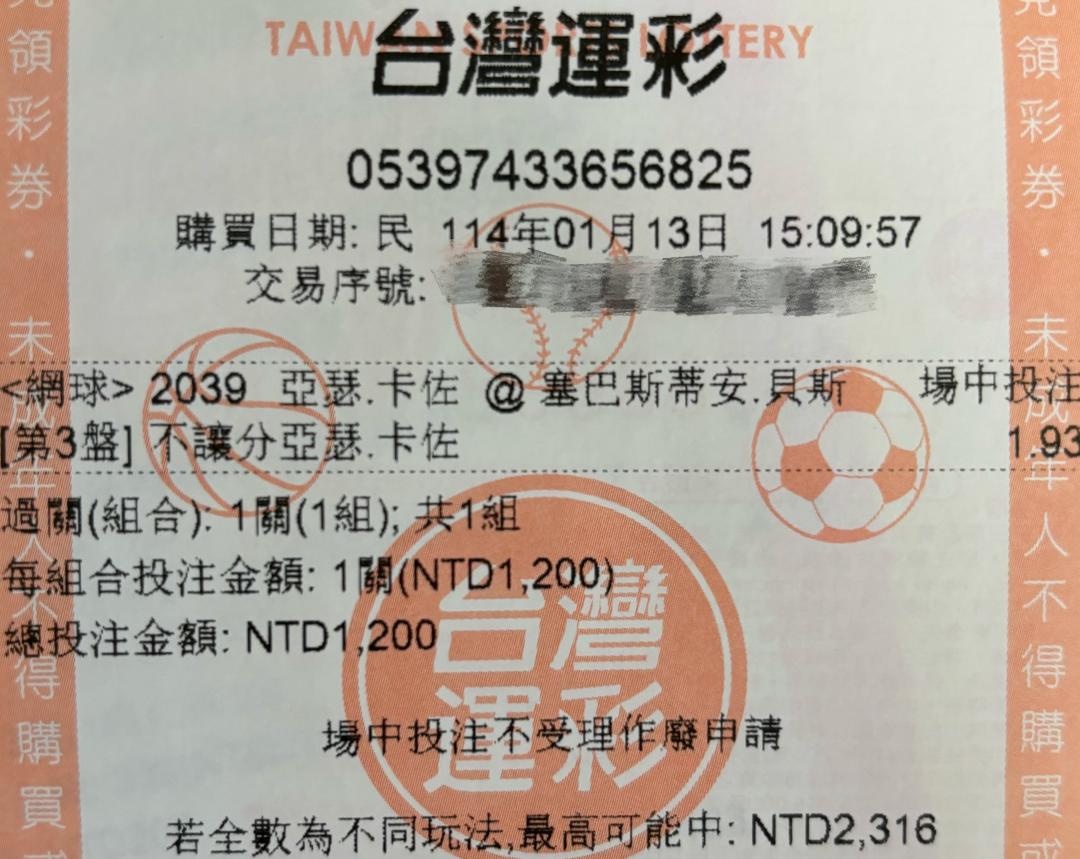 TAIWAN SPORTS LOTTERY
台灣運彩
05397433656825
購買日期: 民 114年01月13日 15:09:57
交易序號:
<網球> 2039 亞瑟.卡佐 @ 塞巴斯蒂安.貝斯 場中投注
[第3盤] 不讓分亞瑟.卡佐 1.93
過關(組合): 1關(1組); 共1組
每組合投注金額: 1關(NTD1,200)
總投注金額: NTD1,200
台灣
運彩
場中投注不受理作廢申請
若全數為不同玩法,最高可能中: NTD2,316
領彩券.未成年人不得購買
兌領彩券.未成年人不得購買或